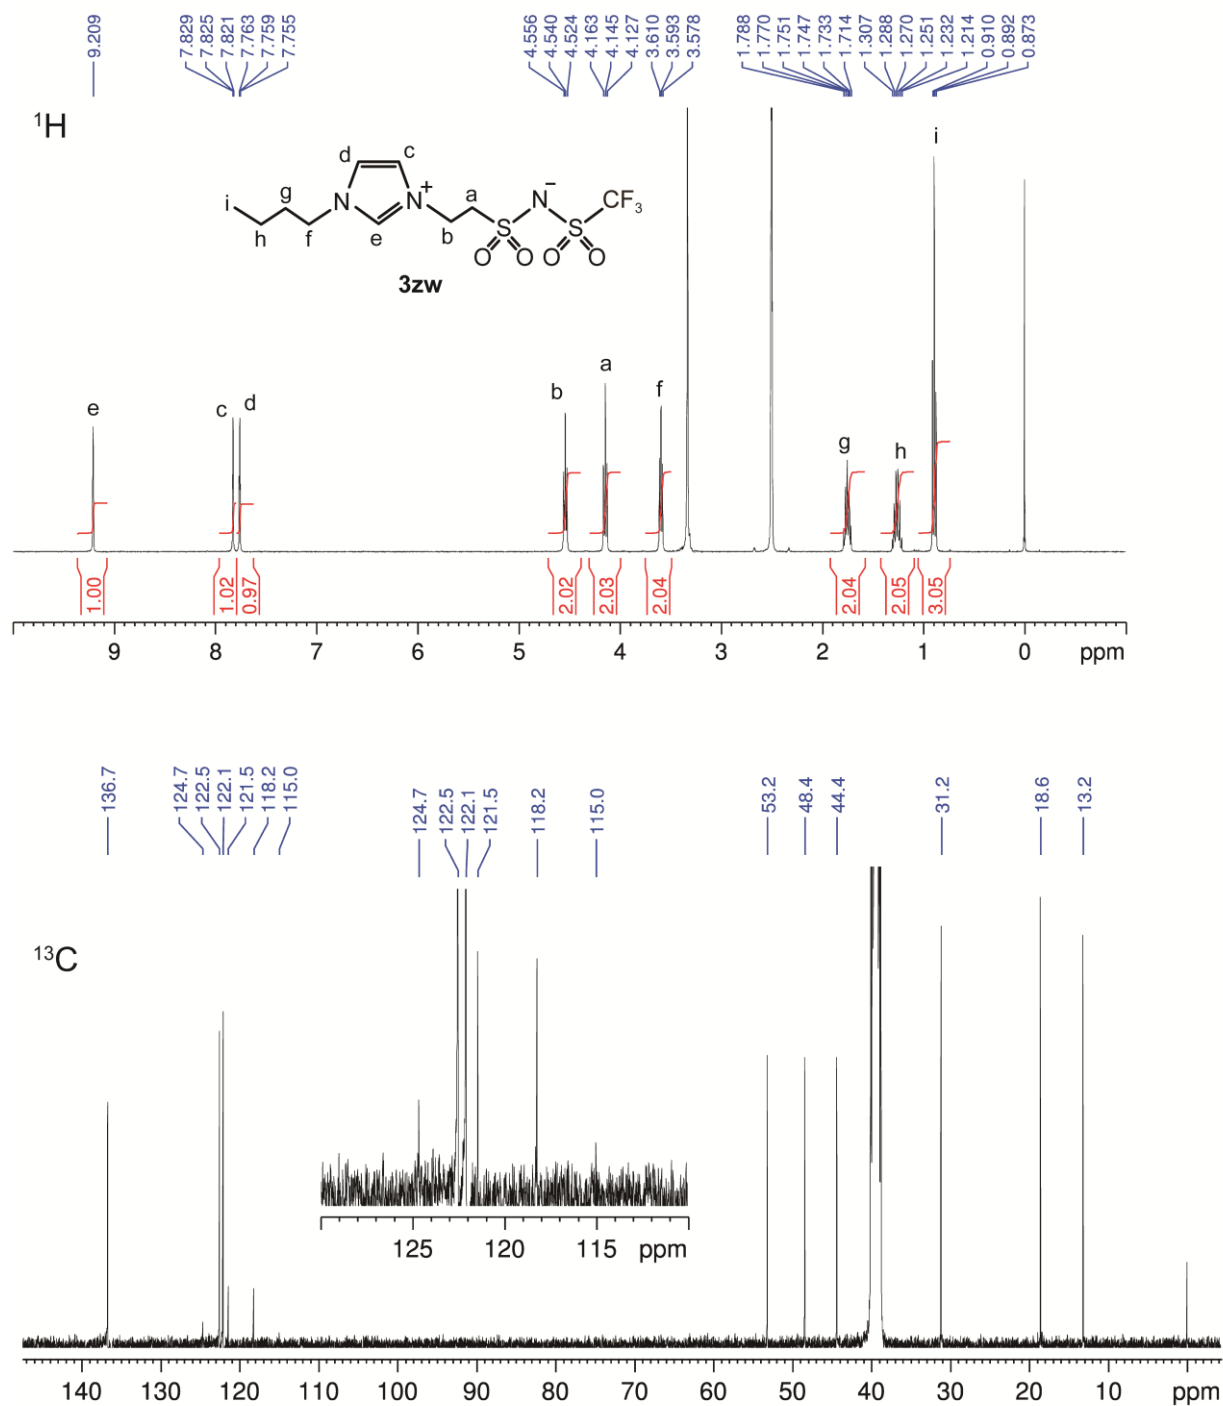 9.209 7.829 7.825 7.821 7.763 7.759 7.755 4.556 4.540 4.524 4.163 4.145 4.127 3.610 3.593 3.578 1.788 1.770 1.751 1.747 1.733 1.714 1.307 1.288 1.270 1.251 1.232 1.214 0.910 0.892 0.873
1H
d c
i g N N + a N − CF3
h f e b S S
O O O O
3zw
e c d b a f g h i
1.00 1.02 0.97 2.02 2.03 2.04 2.04 2.05 3.05
9 8 7 6 5 4 3 2 1 0 ppm
136.7 124.7 122.5 122.1 121.5 118.2 115.0 53.2 48.4 44.4 31.2 18.6 13.2
124.7 122.5 122.1 121.5 118.2 115.0
13C
125 120 115 ppm
140 130 120 110 100 90 80 70 60 50 40 30 20 10 ppm